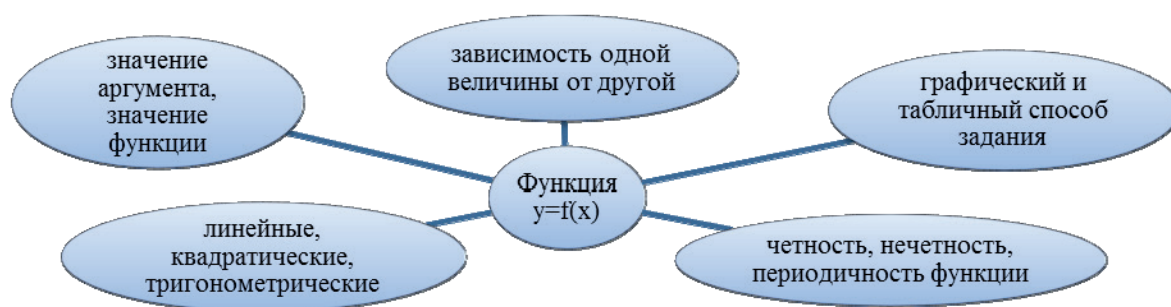 значение
аргумента,
значение
функции
зависимость одной
величины от другой
графический и
табличный способ
задания
Функция
y=f(x)
линейные,
квадратические,
тригонометрические
четность, нечетность,
периодичность функции